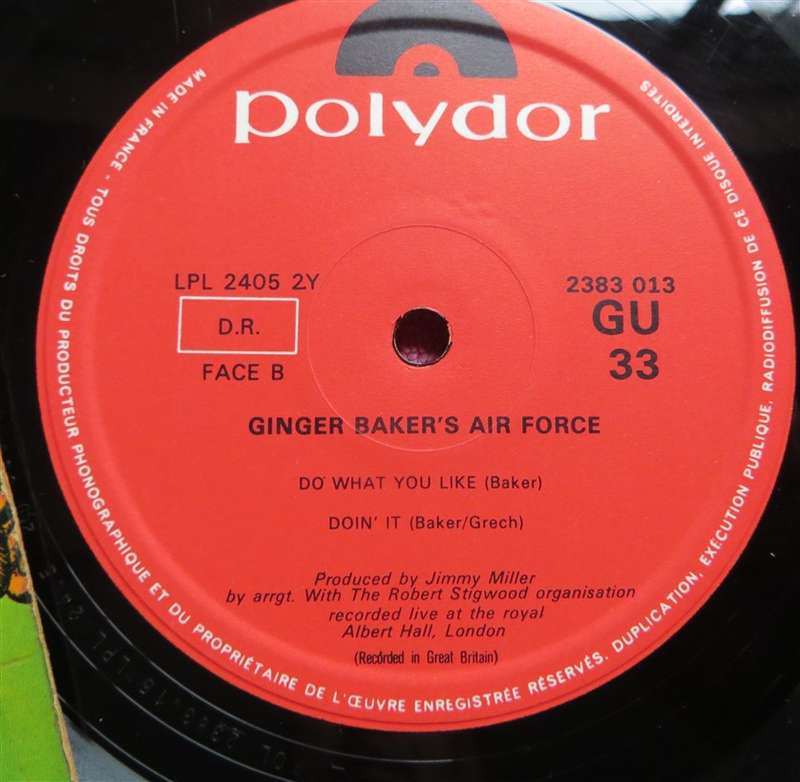 polydor
LPL 2405 2Y
D.R.
FACE B
2383 013
GU
33
GINGER BAKER'S AIR FORCE
DO WHAT YOU LIKE (Baker)
DOIN' IT (Baker/Grech)
Produced by Jimmy Miller
by arrgt. With The Robert Stigwood organisation
recorded live at the royal
Albert Hall, London
(Recorded in Great Britain)
MADE IN FRANCE - TOUS DROITS DU PRODUCTEUR PHONOGRAPHIQUE ET DU PROPRIÉTAIRE DE L'ŒUVRE ENREGISTRÉE RÉSERVÉS. DUPLICATION, EXÉCUTION PUBLIQUE, RADIODIFFUSION DE CE DISQUE INTERDITES